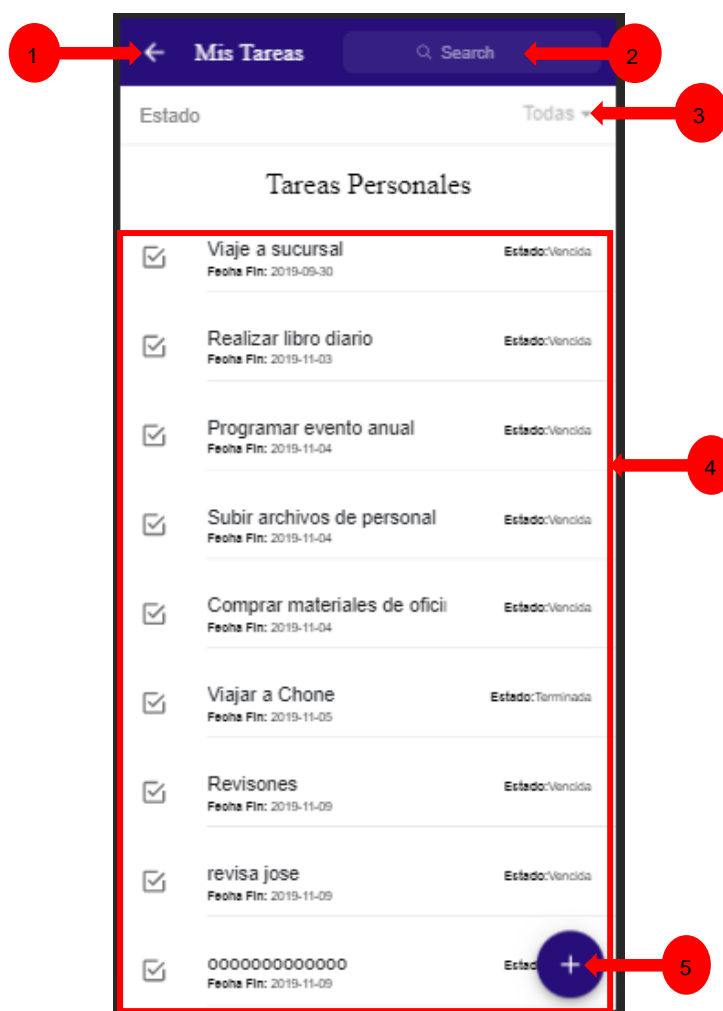 1
Mis Tareas
Search
2
Estado
Todas
3
Tareas Personales
Viaje a sucursal
Estado:Vencida
Fecha Fin: 2019-09-30
Realizar libro diario
Estado:Vencida
Fecha Fin: 2019-11-03
Programar evento anual
Estado:Vencida
Fecha Fin: 2019-11-04
4
Subir archivos de personal
Estado:Vencida
Fecha Fin: 2019-11-04
Comprar materiales de ofici
Estado:Vencida
Fecha Fin: 2019-11-04
Viajar a Chone
Estado:Terminada
Fecha Fin: 2019-11-05
Revisones
Estado:Vencida
Fecha Fin: 2019-11-09
revisa jose
Estado:Vencida
Fecha Fin: 2019-11-09
ooooooooooooo
Estad
+
5
Fecha Fin: 2019-11-09